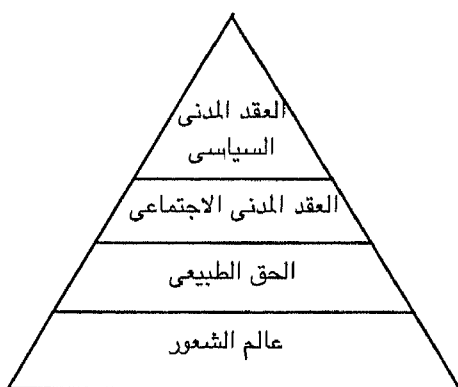 العقد المدنى
السياسى
العقد المدنى الاجتماعى
الحق الطبيعى
عالم الشعور